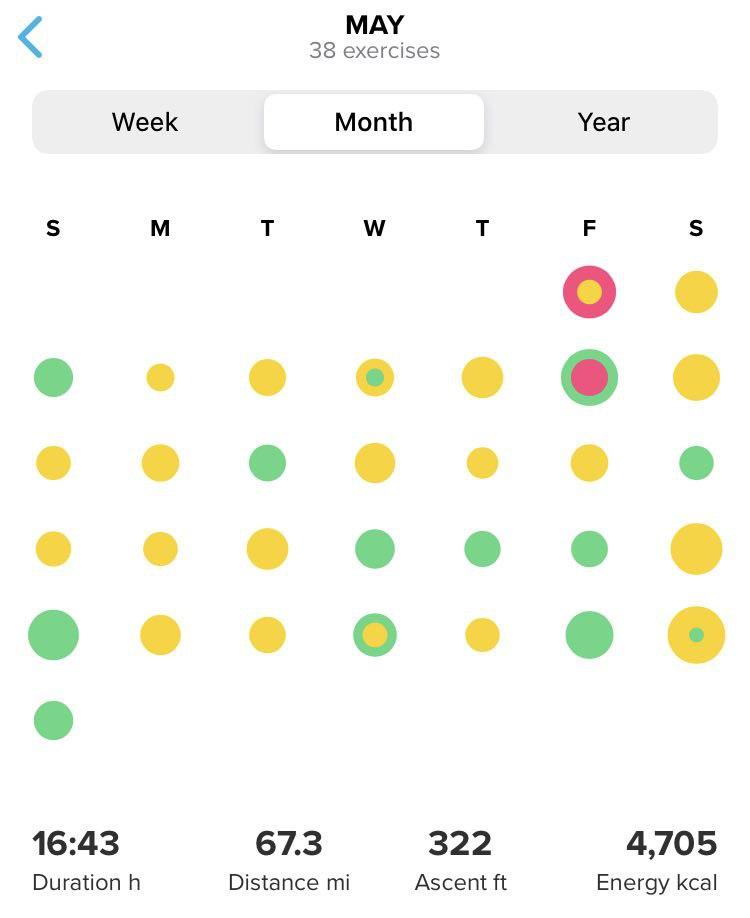 MAY
38 exercises
Week Month Year
S M T W T F S
16:43 67.3 322 4,705
Duration h Distance mi Ascent ft Energy kcal